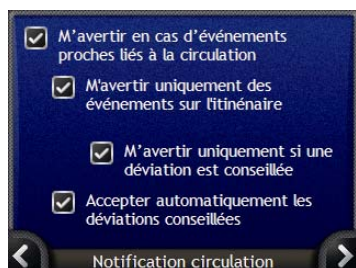 M’avertir en cas d’événements
proches liés à la circulation
M'avertir uniquement des
événements sur l'itinénaire
M’avertir uniquement si une
déviation est conseillée
Accepter automatiquement les
déviations conseillées
Notification circulation